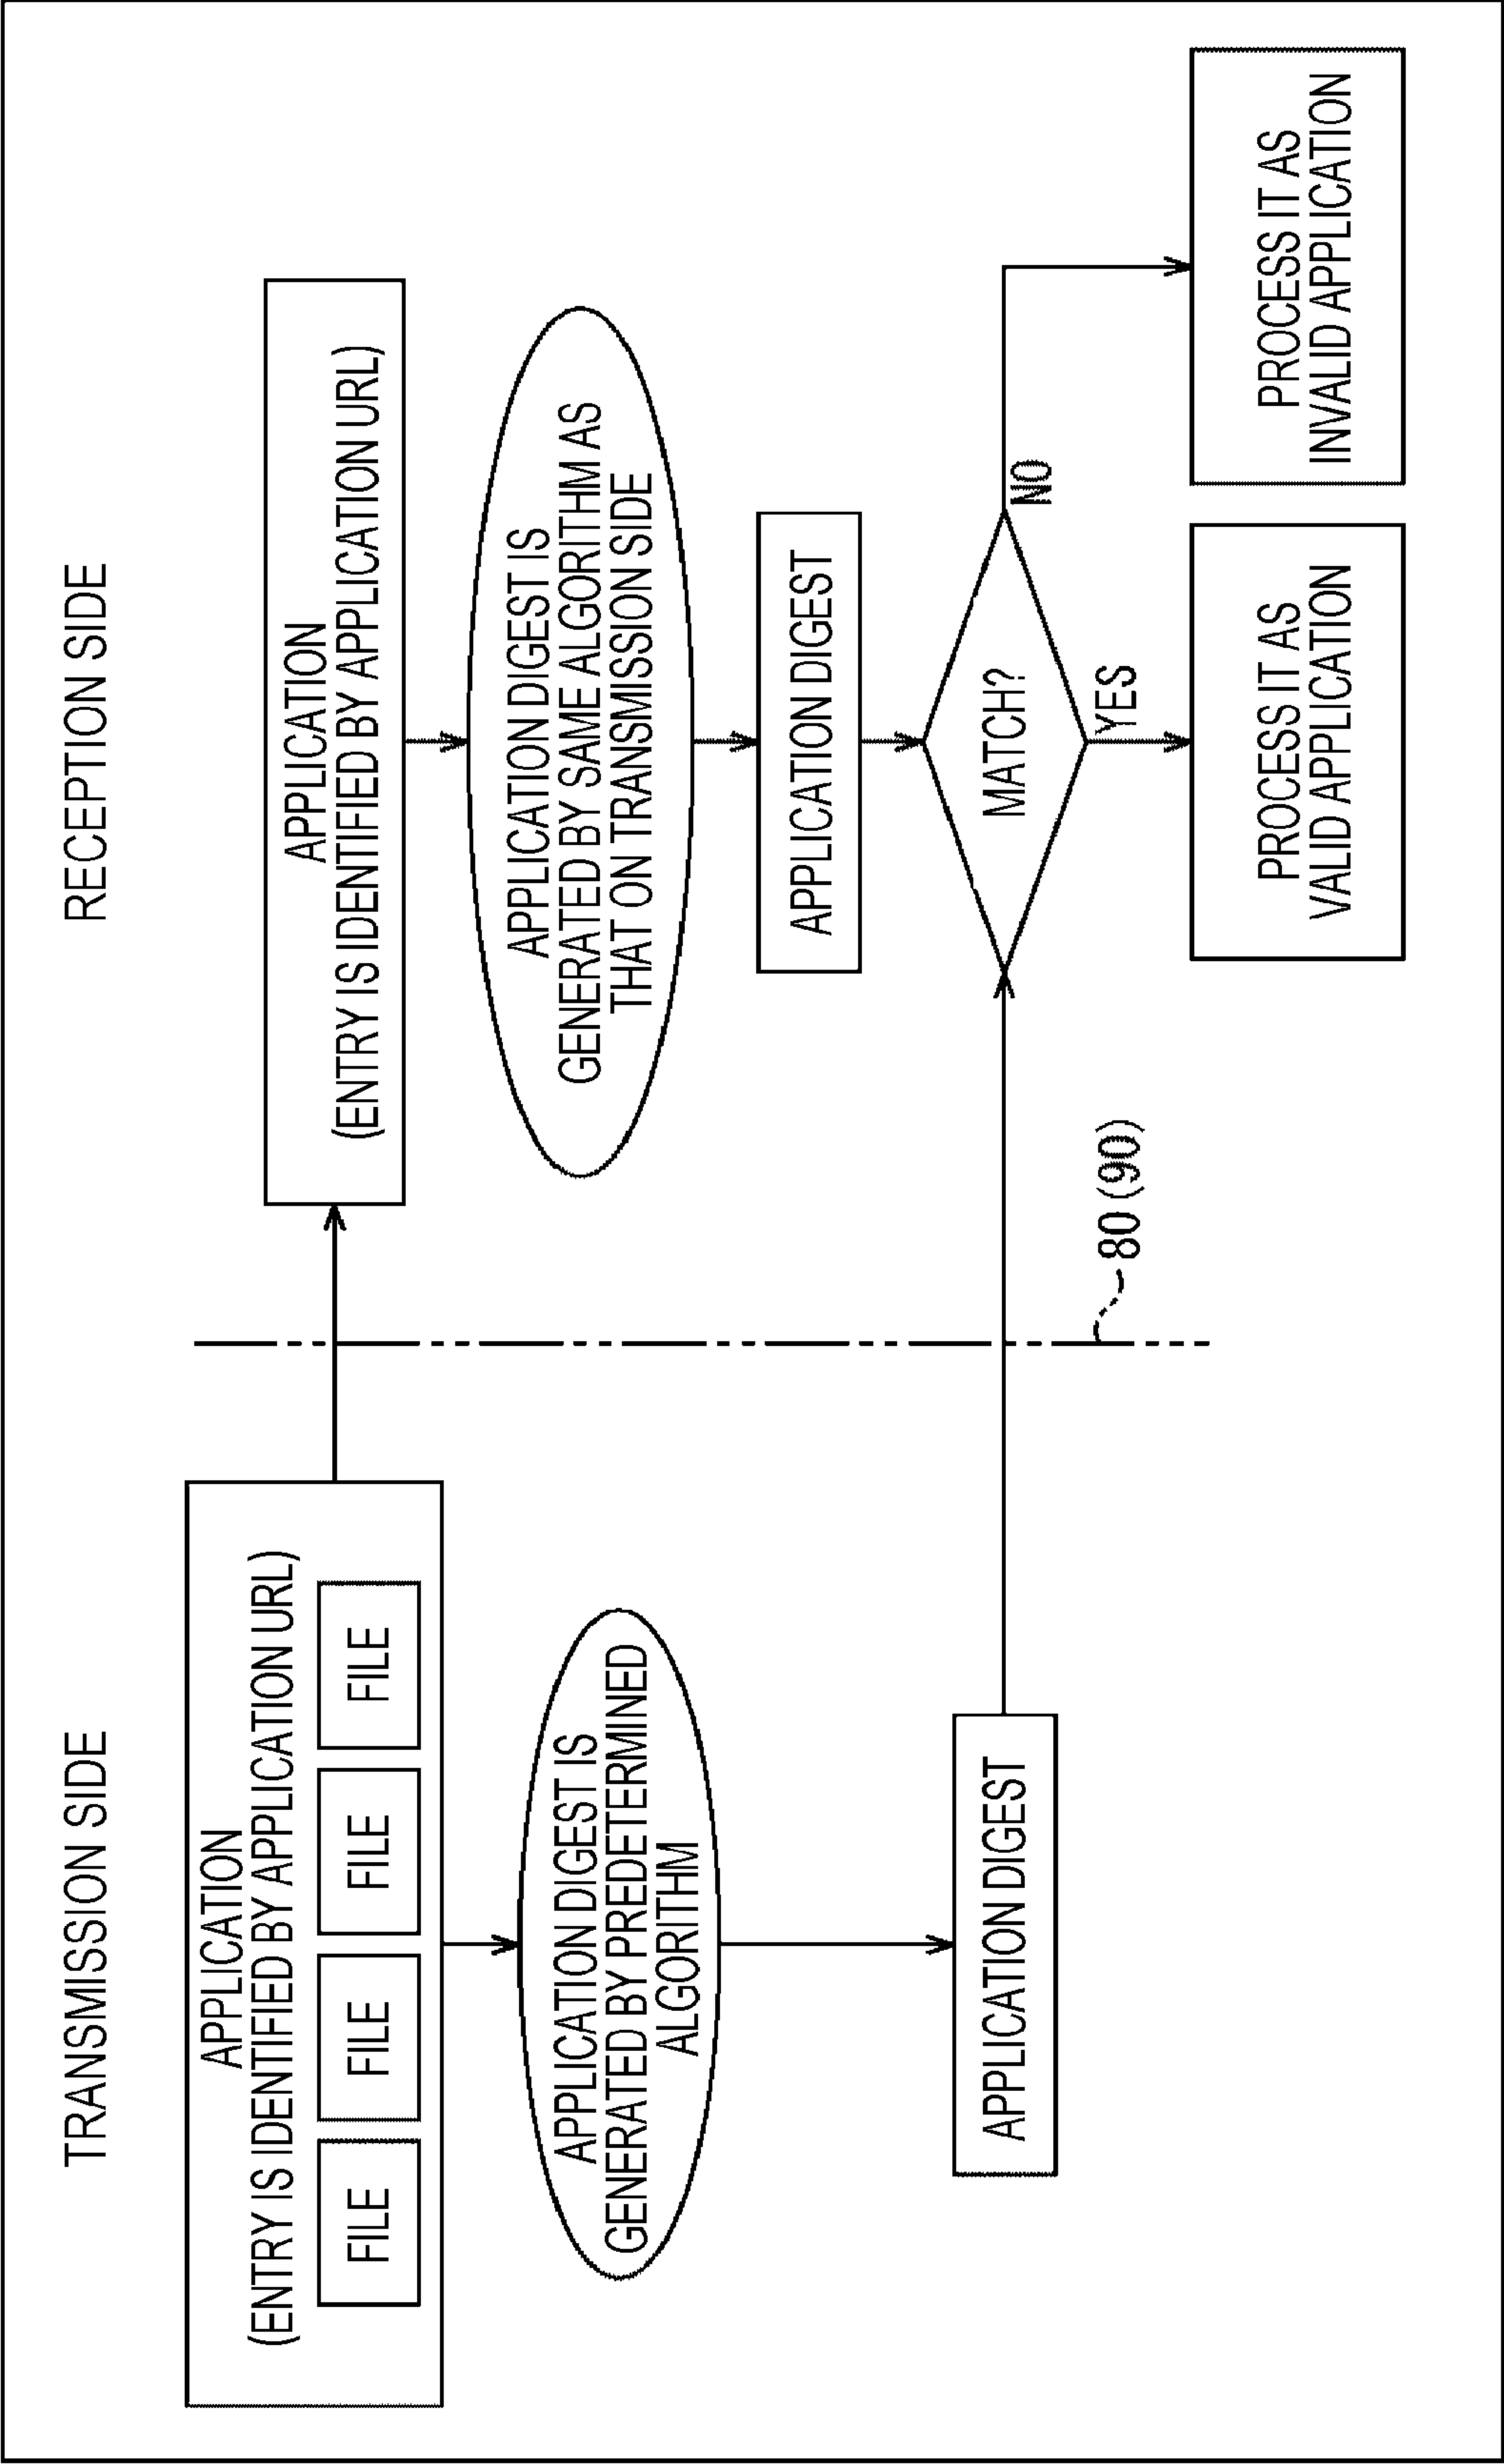 TRANSMISSION SIDE
APPLICATION
(ENTRY IS IDENTIFIED BY APPLICATION URL)
FILE
FILE
FILE
FILE
APPLICATION DIGEST IS
GENERATED BY PREDETERMINED
ALGORITHM
APPLICATION DIGEST
RECEPTION SIDE
APPLICATION
(ENTRY IS IDENTIFIED BY APPLICATION URL)
APPLICATION DIGEST IS
GENERATED BY SAME ALGORITHM AS
THAT ON TRANSMISSION SIDE
APPLICATION DIGEST
MATCH?
NO
YES
80 (90)
PROCESS IT AS
VALID APPLICATION
PROCESS IT AS
INVALID APPLICATION